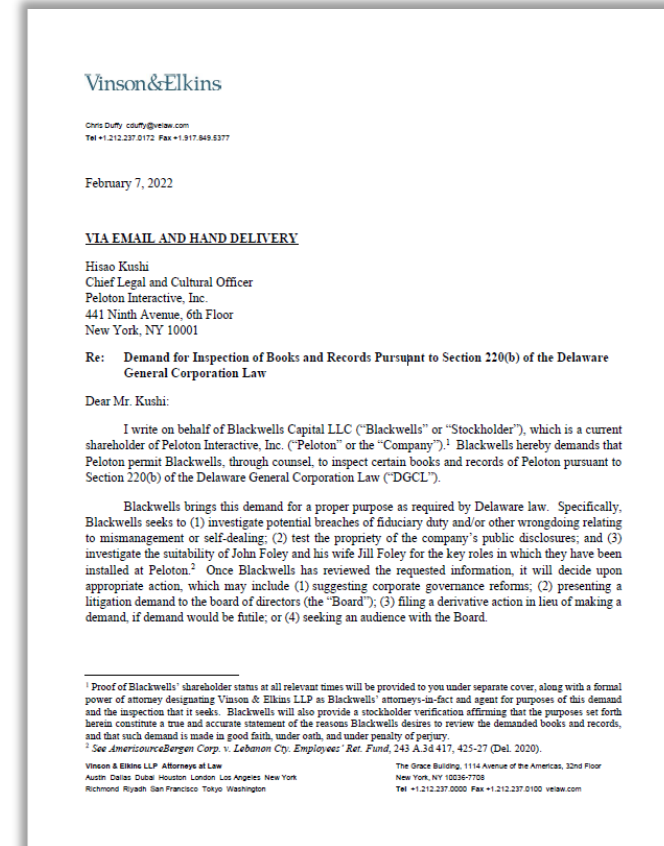 Vinson&Elkins
Chris Duffy cduffy@velaw.com
Tel +1.212.237.0172 Fax +1.917.849.5377
February 7, 2022
VIA EMAIL AND HAND DELIVERY
Hisao Kushi
Chief Legal and Cultural Officer
Peloton Interactive, Inc.
441 Ninth Avenue, 6th Floor
New York, NY 10001
Re: Demand for Inspection of Books and Records Pursuant to Section 220(b) of the Delaware
General Corporation Law
Dear Mr. Kushi:
I write on behalf of Blackwells Capital LLC (“Blackwells” or “Stockholder”), which is a current
shareholder of Peloton Interactive, Inc. (“Peloton” or the “Company”).¹ Blackwells hereby demands that
Peloton permit Blackwells, through counsel, to inspect certain books and records of Peloton pursuant to
Section 220(b) of the Delaware General Corporation Law (“DGCL”).
Blackwells brings this demand for a proper purpose as required by Delaware law. Specifically,
Blackwells seeks to (1) investigate potential breaches of fiduciary duty and/or other wrongdoing relating
to mismanagement or self-dealing; (2) test the propriety of the company’s public disclosures; and (3)
investigate the suitability of John Foley and his wife Jill Foley for the key roles in which they have been
installed at Peloton.² Once Blackwells has reviewed the requested information, it will decide upon
appropriate action, which may include (1) suggesting corporate governance reforms; (2) presenting a
litigation demand to the board of directors (the “Board”); (3) filing a derivative action in lieu of making a
demand, if demand would be futile; or (4) seeking an audience with the Board.
¹ Proof of Blackwells’ shareholder status at all relevant times will be provided to you under separate cover, along with a formal
power of attorney designating Vinson & Elkins LLP as Blackwells’ attorneys-in-fact and agent for purposes of this demand
and the inspection that it seeks. Blackwells will also provide a stockholder verification affirming that the purposes set forth
herein constitute a true and accurate statement of the reasons Blackwells desires to review the demanded books and records,
and that such demand is made in good faith, under oath, and under penalty of perjury.
² See AmerisourceBergen Corp. v. Lebanon Cty. Employees’ Ret. Fund, 243 A.3d 417, 425-27 (Del. 2020).
Vinson & Elkins LLP Attorneys at Law
Austin Dallas Dubai Houston London Los Angeles New York
Richmond Riyadh San Francisco Tokyo Washington
The Grace Building, 1114 Avenue of the Americas, 32nd Floor
New York, NY 10036-7708
Tel +1.212.237.0000 Fax +1.212.237.0100 velaw.com